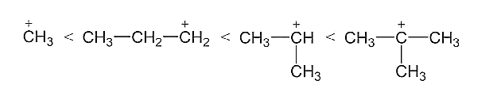 ÷ + + +
CH₃ < CH₃—CH₂—CH₂ < CH₃—CH < CH₃—C—CH₃
CH₃ CH₃